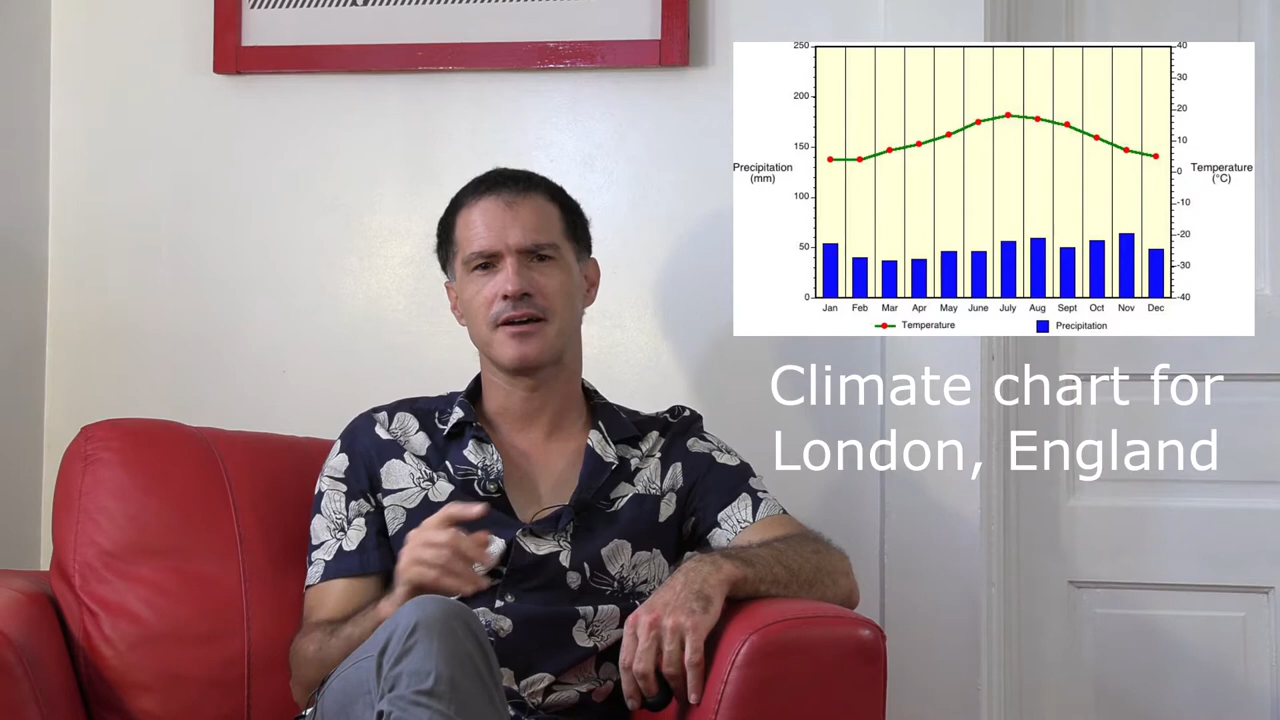 250
200
150
100
50
0
Precipitation
(mm)
40
30
20
10
0
-10
-20
-30
-40
Temperature
(°C)
Jan Feb Mar Apr May June July Aug Sept Oct Nov Dec
Temperature Precipitation
Climate chart for
London, England